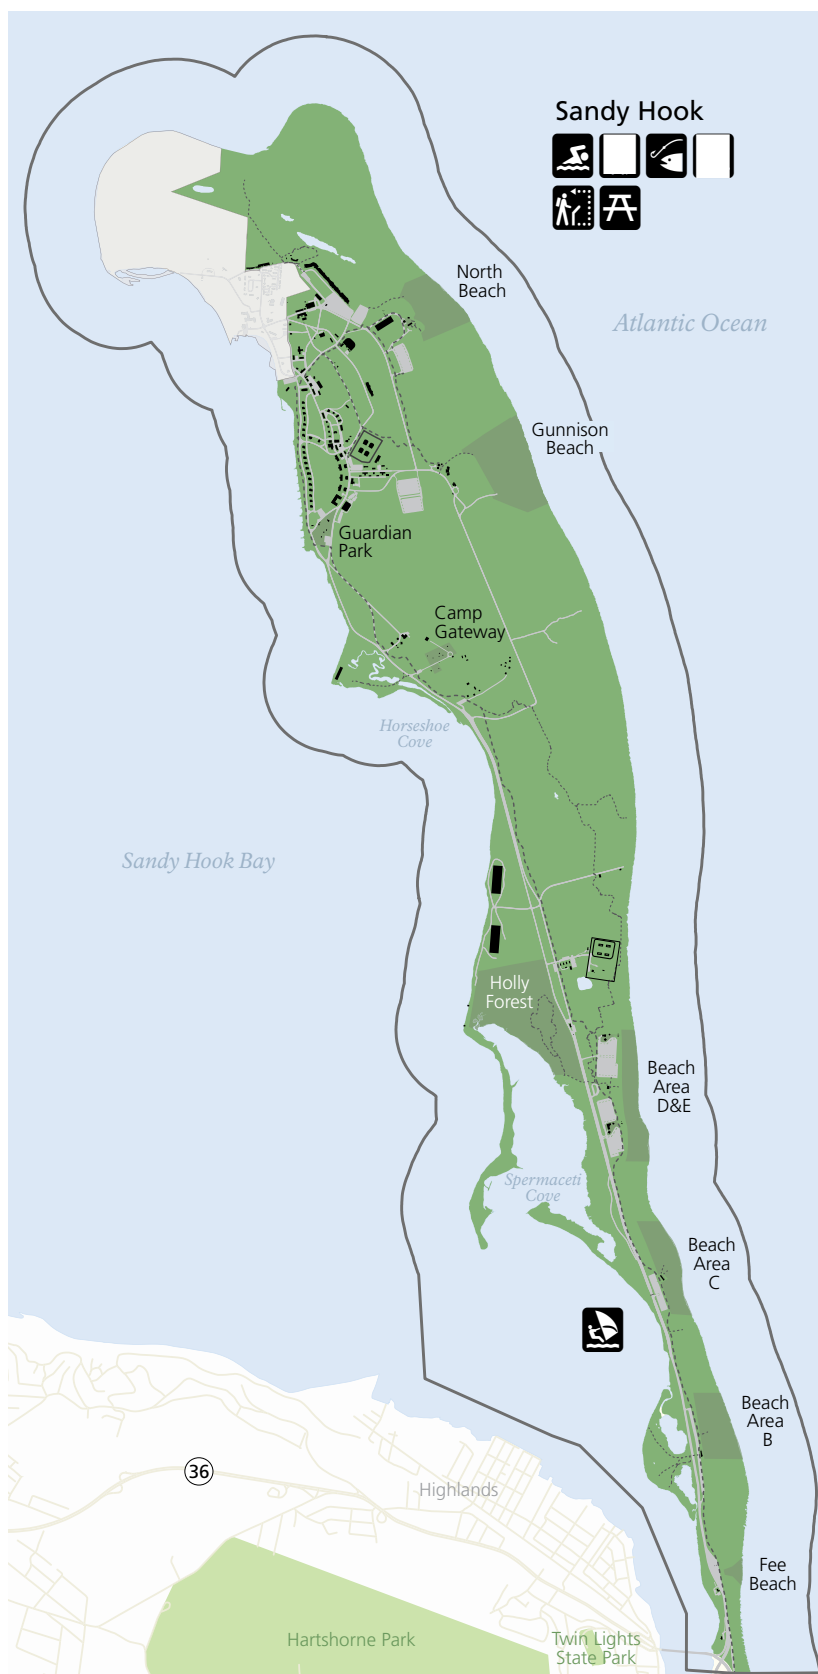 Sandy Hook
North
Beach
Atlantic Ocean
Gunnison
Beach
Guardian
Park
Camp
Gateway
Horseshoe
Cove
Sandy Hook Bay
Holly
Forest
Beach
Area
D&E
Spermaceti
Cove
Beach
Area
C
Beach
Area
B
36
Highlands
Fee
Beach
Hartshorne Park
Twin Lights
State Park